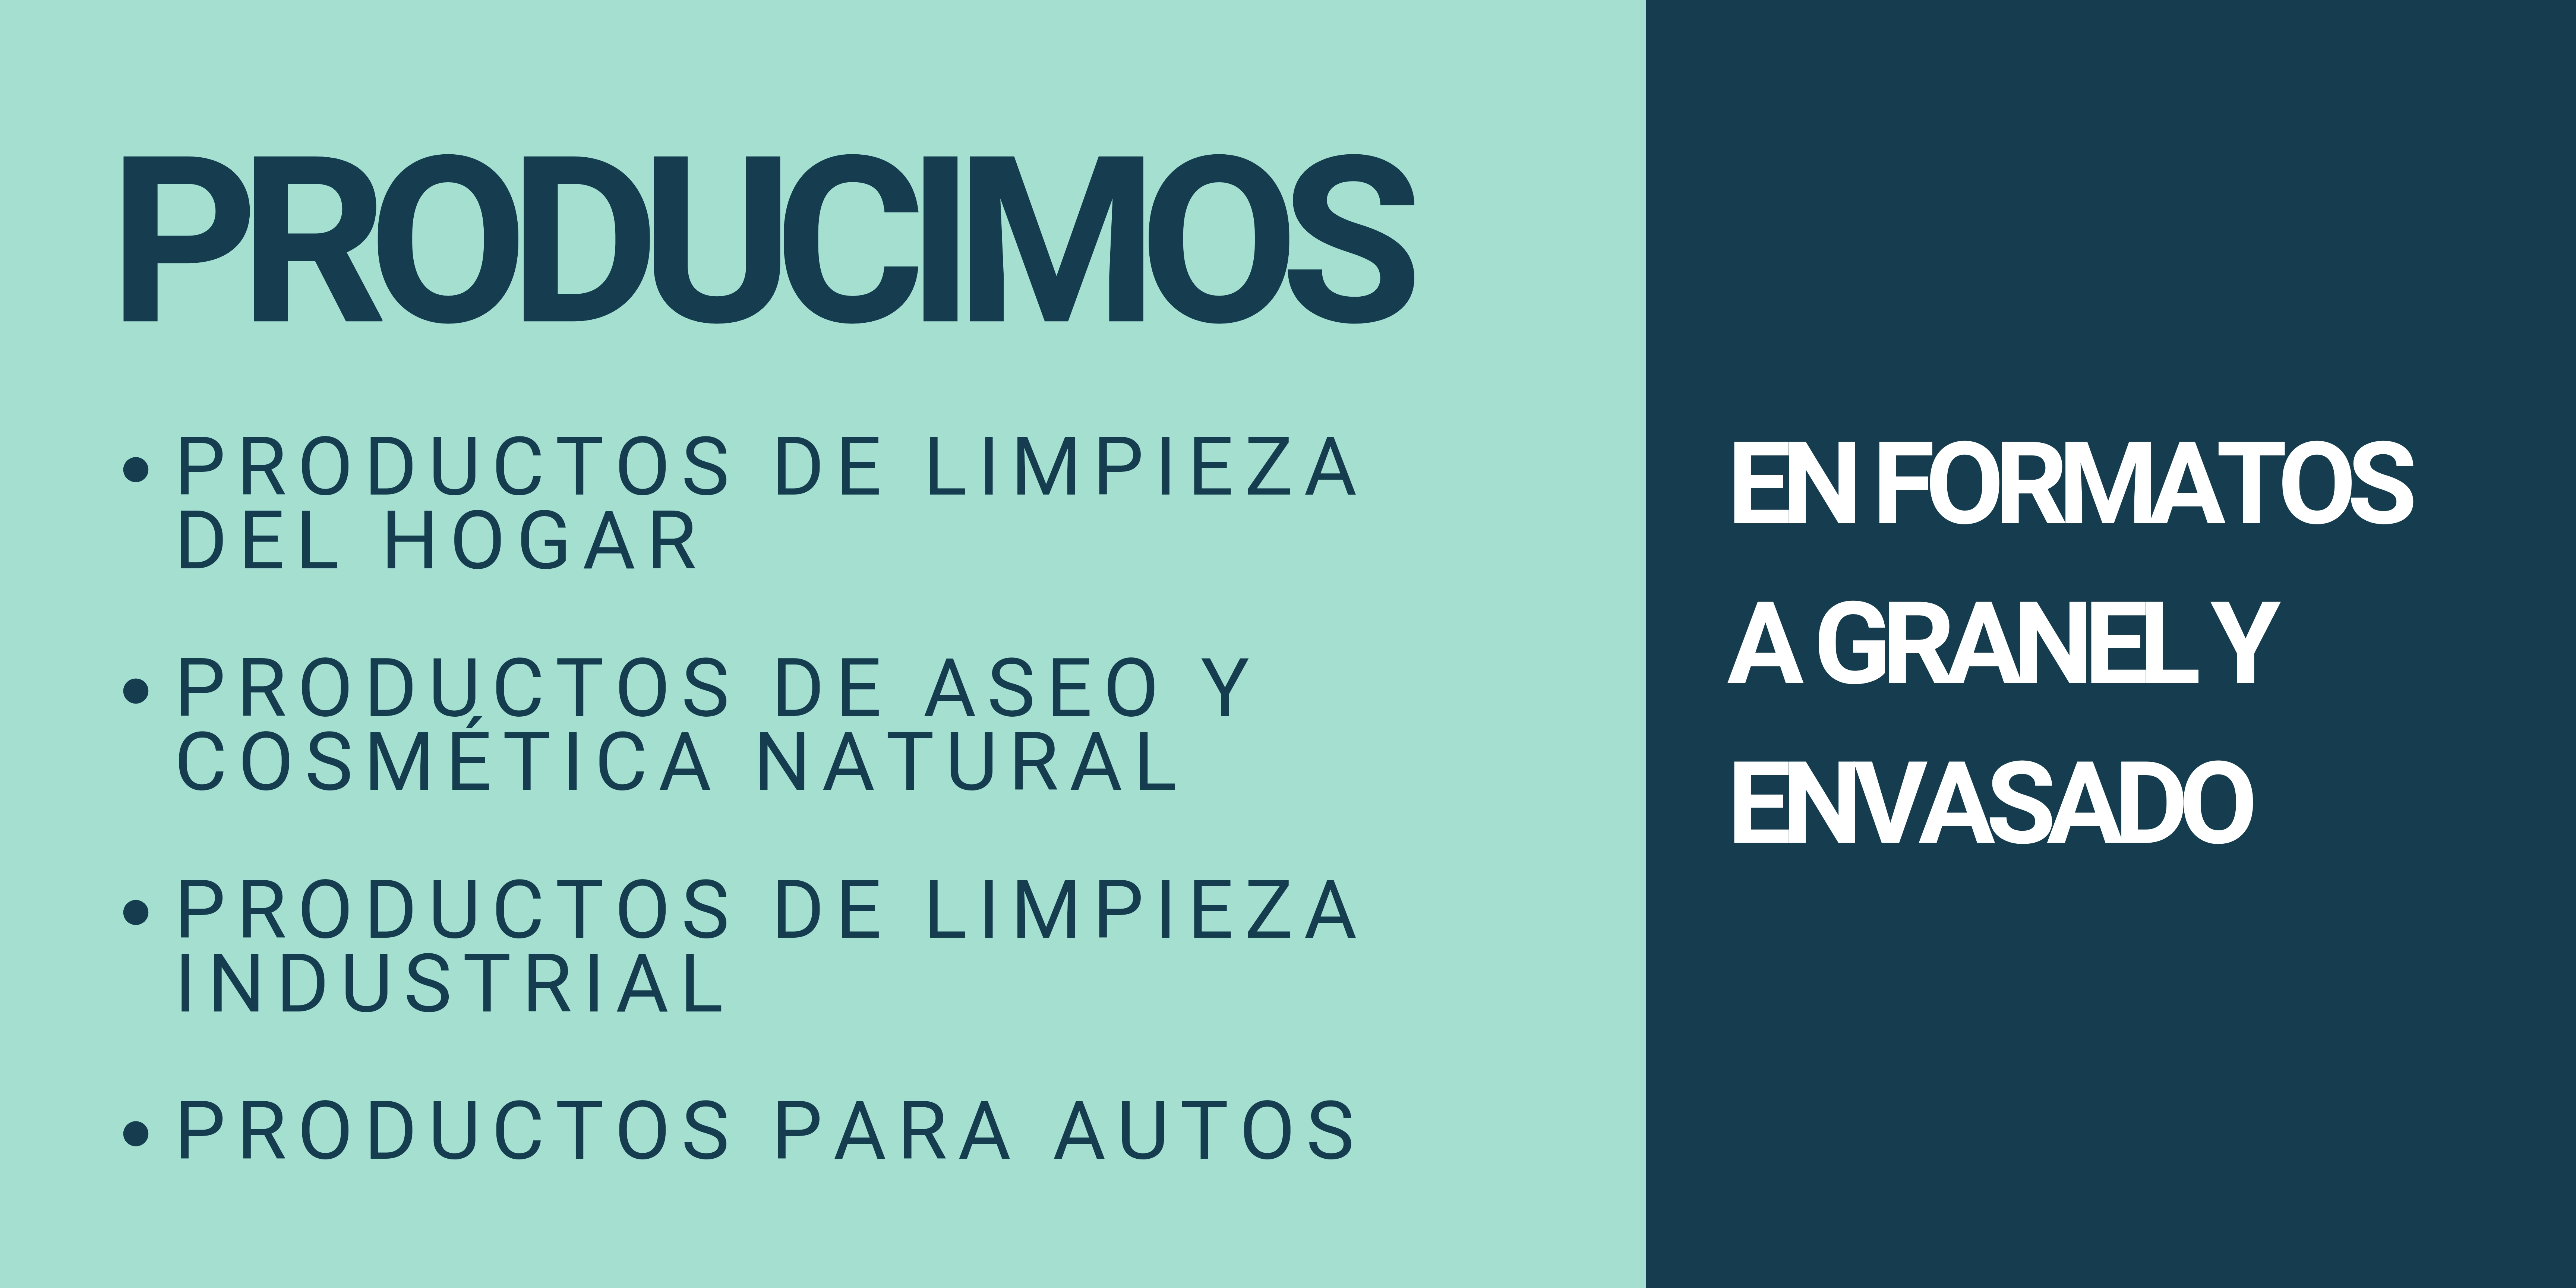 PRODUCIMOS
• PRODUCTOS DE LIMPIEZA
DEL HOGAR
• PRODUCTOS DE ASEO Y
COSMÉTICA NATURAL
• PRODUCTOS DE LIMPIEZA
INDUSTRIAL
• PRODUCTOS PARA AUTOS
EN FORMATOS
A GRANEL Y
ENVASADO